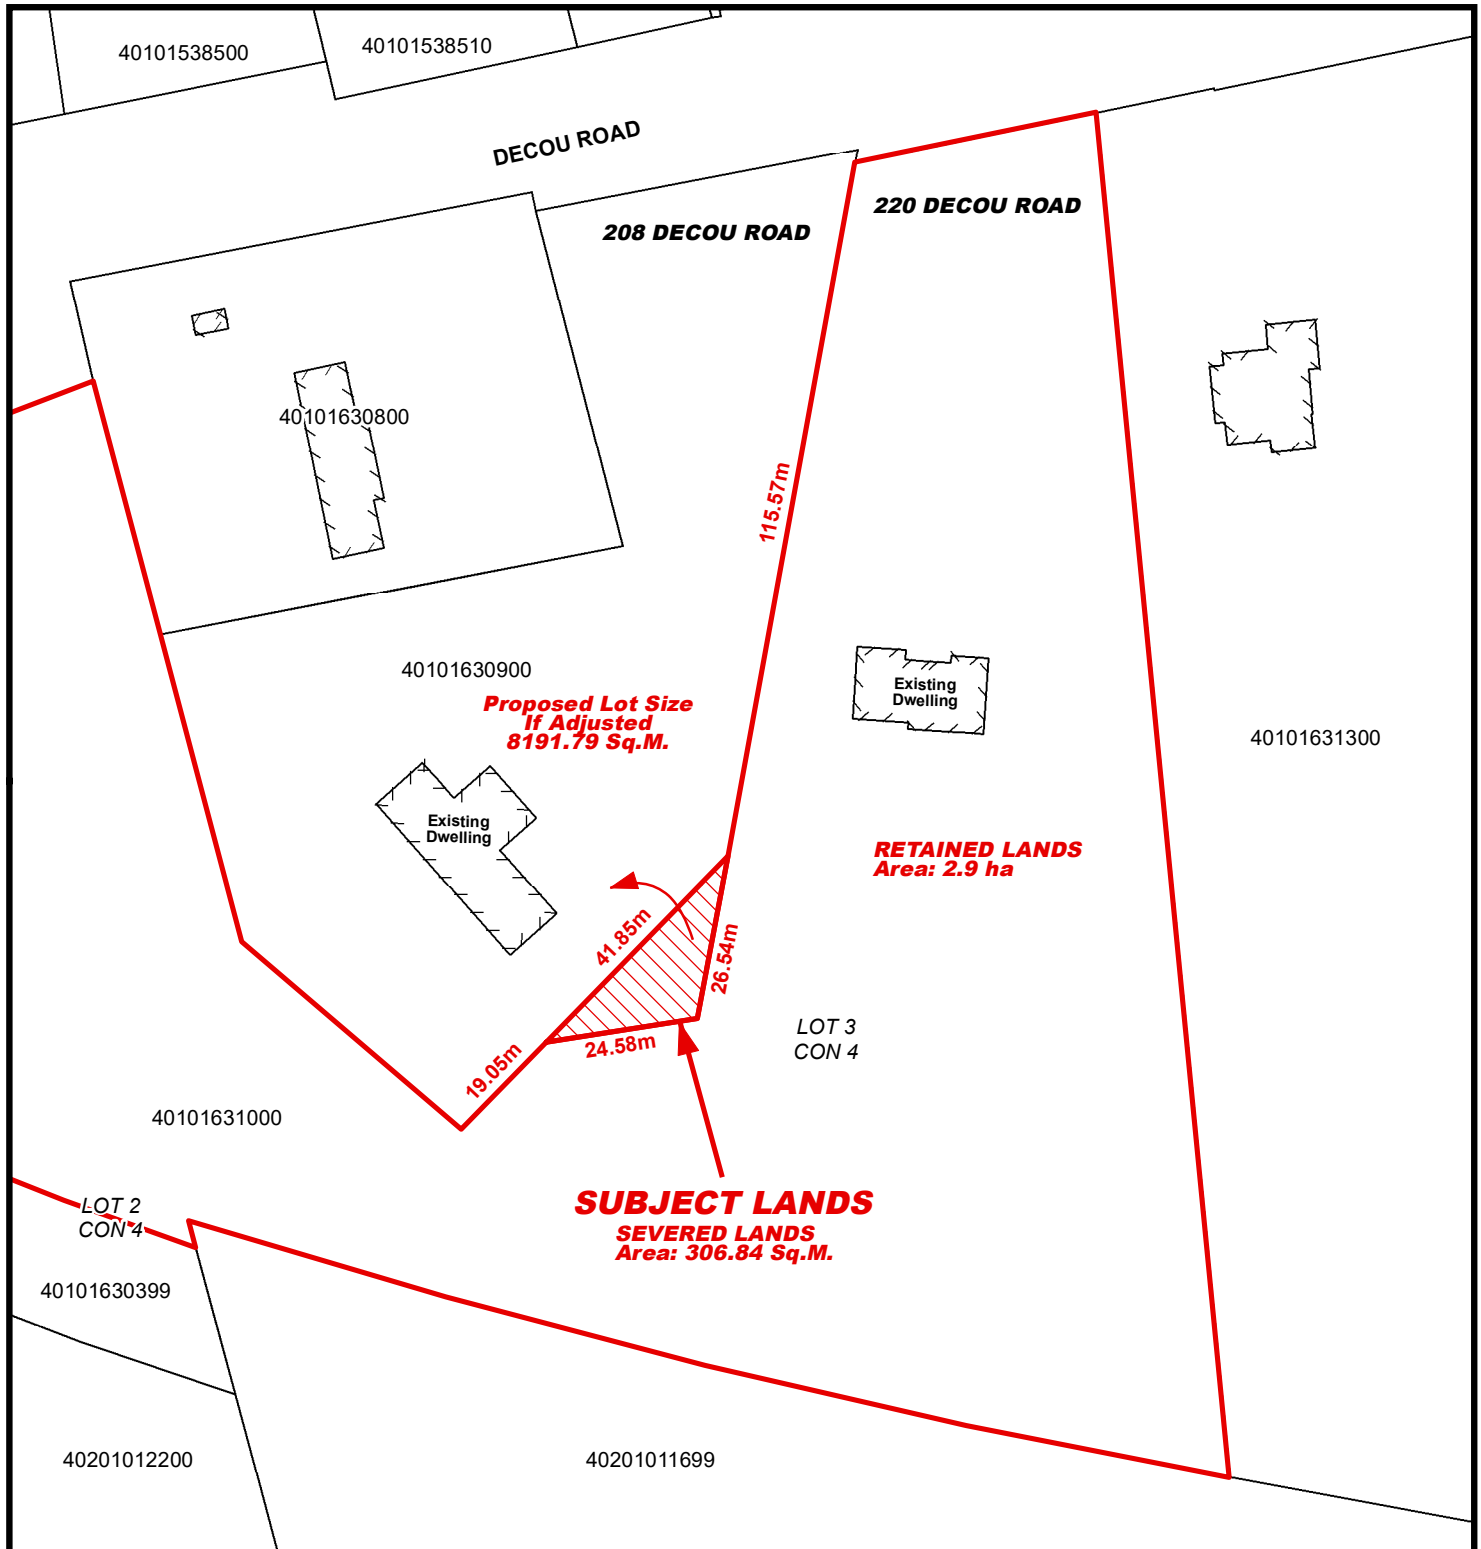 40101538500
40101538510
DECOU ROAD
208 DECOU ROAD
220 DECOU ROAD
40101630800
115.57m
40101630900
Proposed Lot Size
If Adjusted
8191.79 Sq.M.
Existing
Dwelling
40101631300
Existing
Dwelling
RETAINED LANDS
Area: 2.9 ha
41.85m
26.54m
24.58m
19.05m
LOT 3
CON 4
40101631000
SUBJECT LANDS
SEVERED LANDS
Area: 306.84 Sq.M.
LOT 2
CON 4
40101630399
40201012200
40201011699